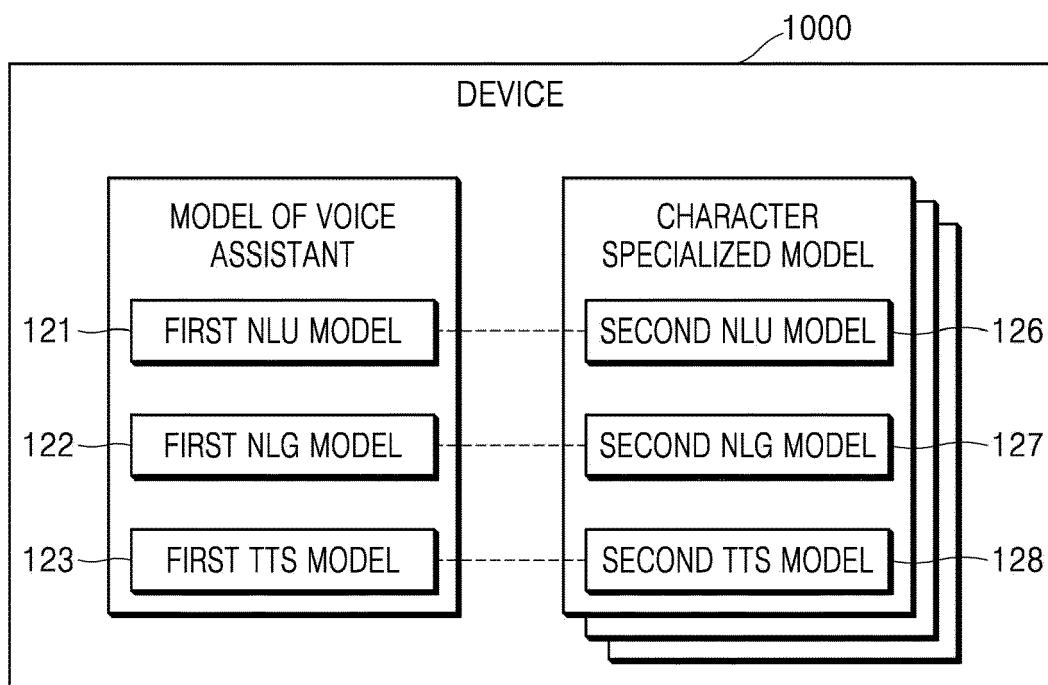 1000
DEVICE
MODEL OF VOICE
ASSISTANT
121
FIRST NLU MODEL
122
FIRST NLG MODEL
123
FIRST TTS MODEL
CHARACTER
SPECIALIZED MODEL
SECOND NLU MODEL
126
SECOND NLG MODEL
127
SECOND TTS MODEL
128